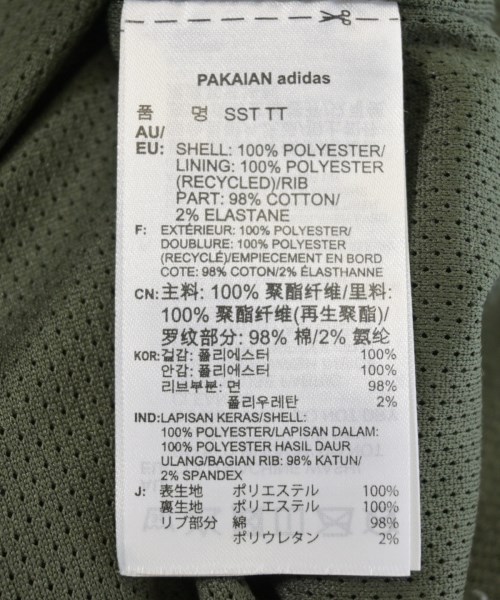 PAKAIAN adidas
품 명 SST TT
AU/
EU: SHELL: 100% POLYESTER/
LINING: 100% POLYESTER
(RECYCLED)/RIB
PART: 98% COTTON/
2% ELASTANE
F: EXTÉRIEUR: 100% POLYESTER/
DOUBLURE: 100% POLYESTER
(RECYCLÉ)/EMPIECEMENT EN BORD
COTE: 98% COTON/2% ÉLASTHANNE
CN: 主料: 100% 聚酯纤维/里料:
100% 聚酯纤维(再生聚酯)/
罗纹部分: 98% 棉/2% 氨纶
KOR: 겉감: 폴리에스터 100%
안감: 폴리에스터 100%
리브부분: 면 98%
폴리우레탄 2%
IND: LAPISAN KERAS/SHELL:
100% POLYESTER/LAPISAN DALAM:
100% POLYESTER HASIL DAUR
ULANG/BAGIAN RIB: 98% KATUN/
2% SPANDEX
J: 表生地 ポリエステル 100%
裏生地 ポリエステル 100%
リブ部分 綿 98%
ポリウレタン 2%